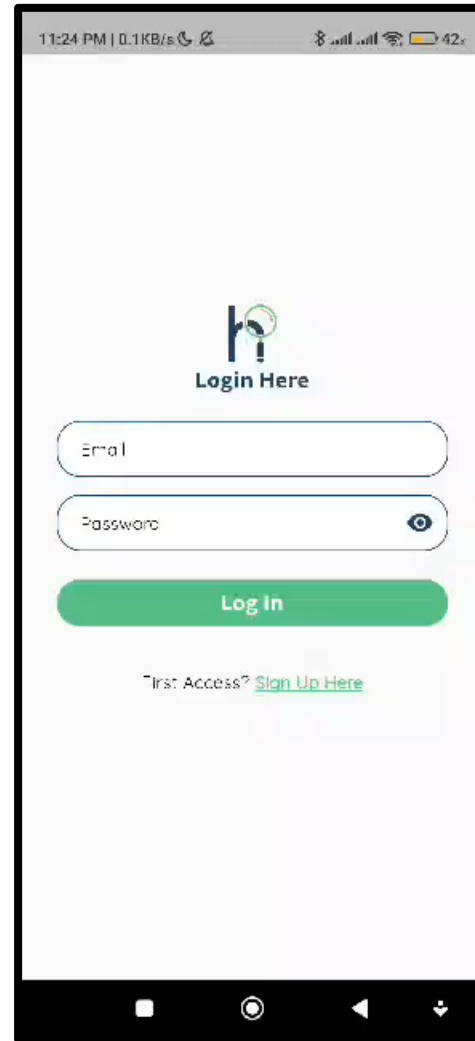 11:24 PM | 0.1KB/s 42
Login Here
Email
Password
Log In
First Access? Sign Up Here